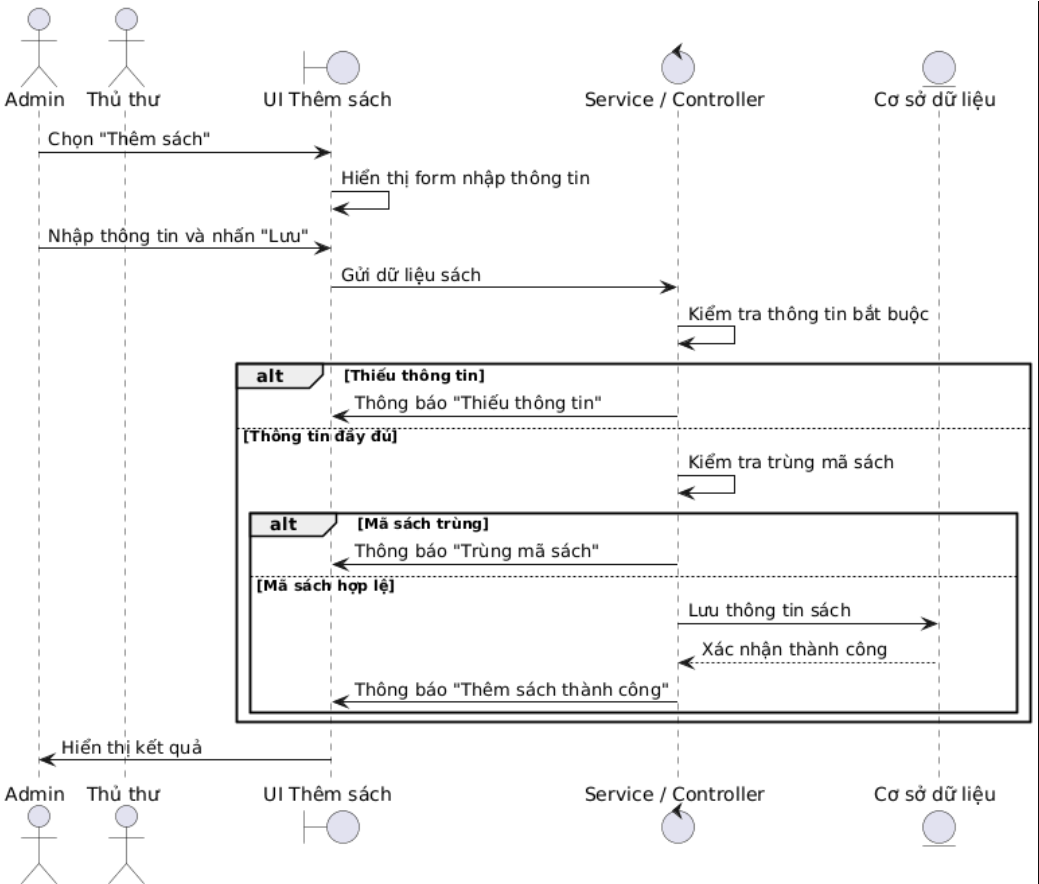 Admin Thủ thư UI Thêm sách Service / Controller Cơ sở dữ liệu
Chọn "Thêm sách"
Hiển thị form nhập thông tin
Nhập thông tin và nhấn "Lưu"
Gửi dữ liệu sách
Kiểm tra thông tin bắt buộc
alt [Thiếu thông tin]
Thông báo "Thiếu thông tin"
[Thông tin đầy đủ]
Kiểm tra trùng mã sách
alt [Mã sách trùng]
Thông báo "Trùng mã sách"
[Mã sách hợp lệ]
Lưu thông tin sách
Xác nhận thành công
Thông báo "Thêm sách thành công"
Hiển thị kết quả
Admin Thủ thư UI Thêm sách Service / Controller Cơ sở dữ liệu